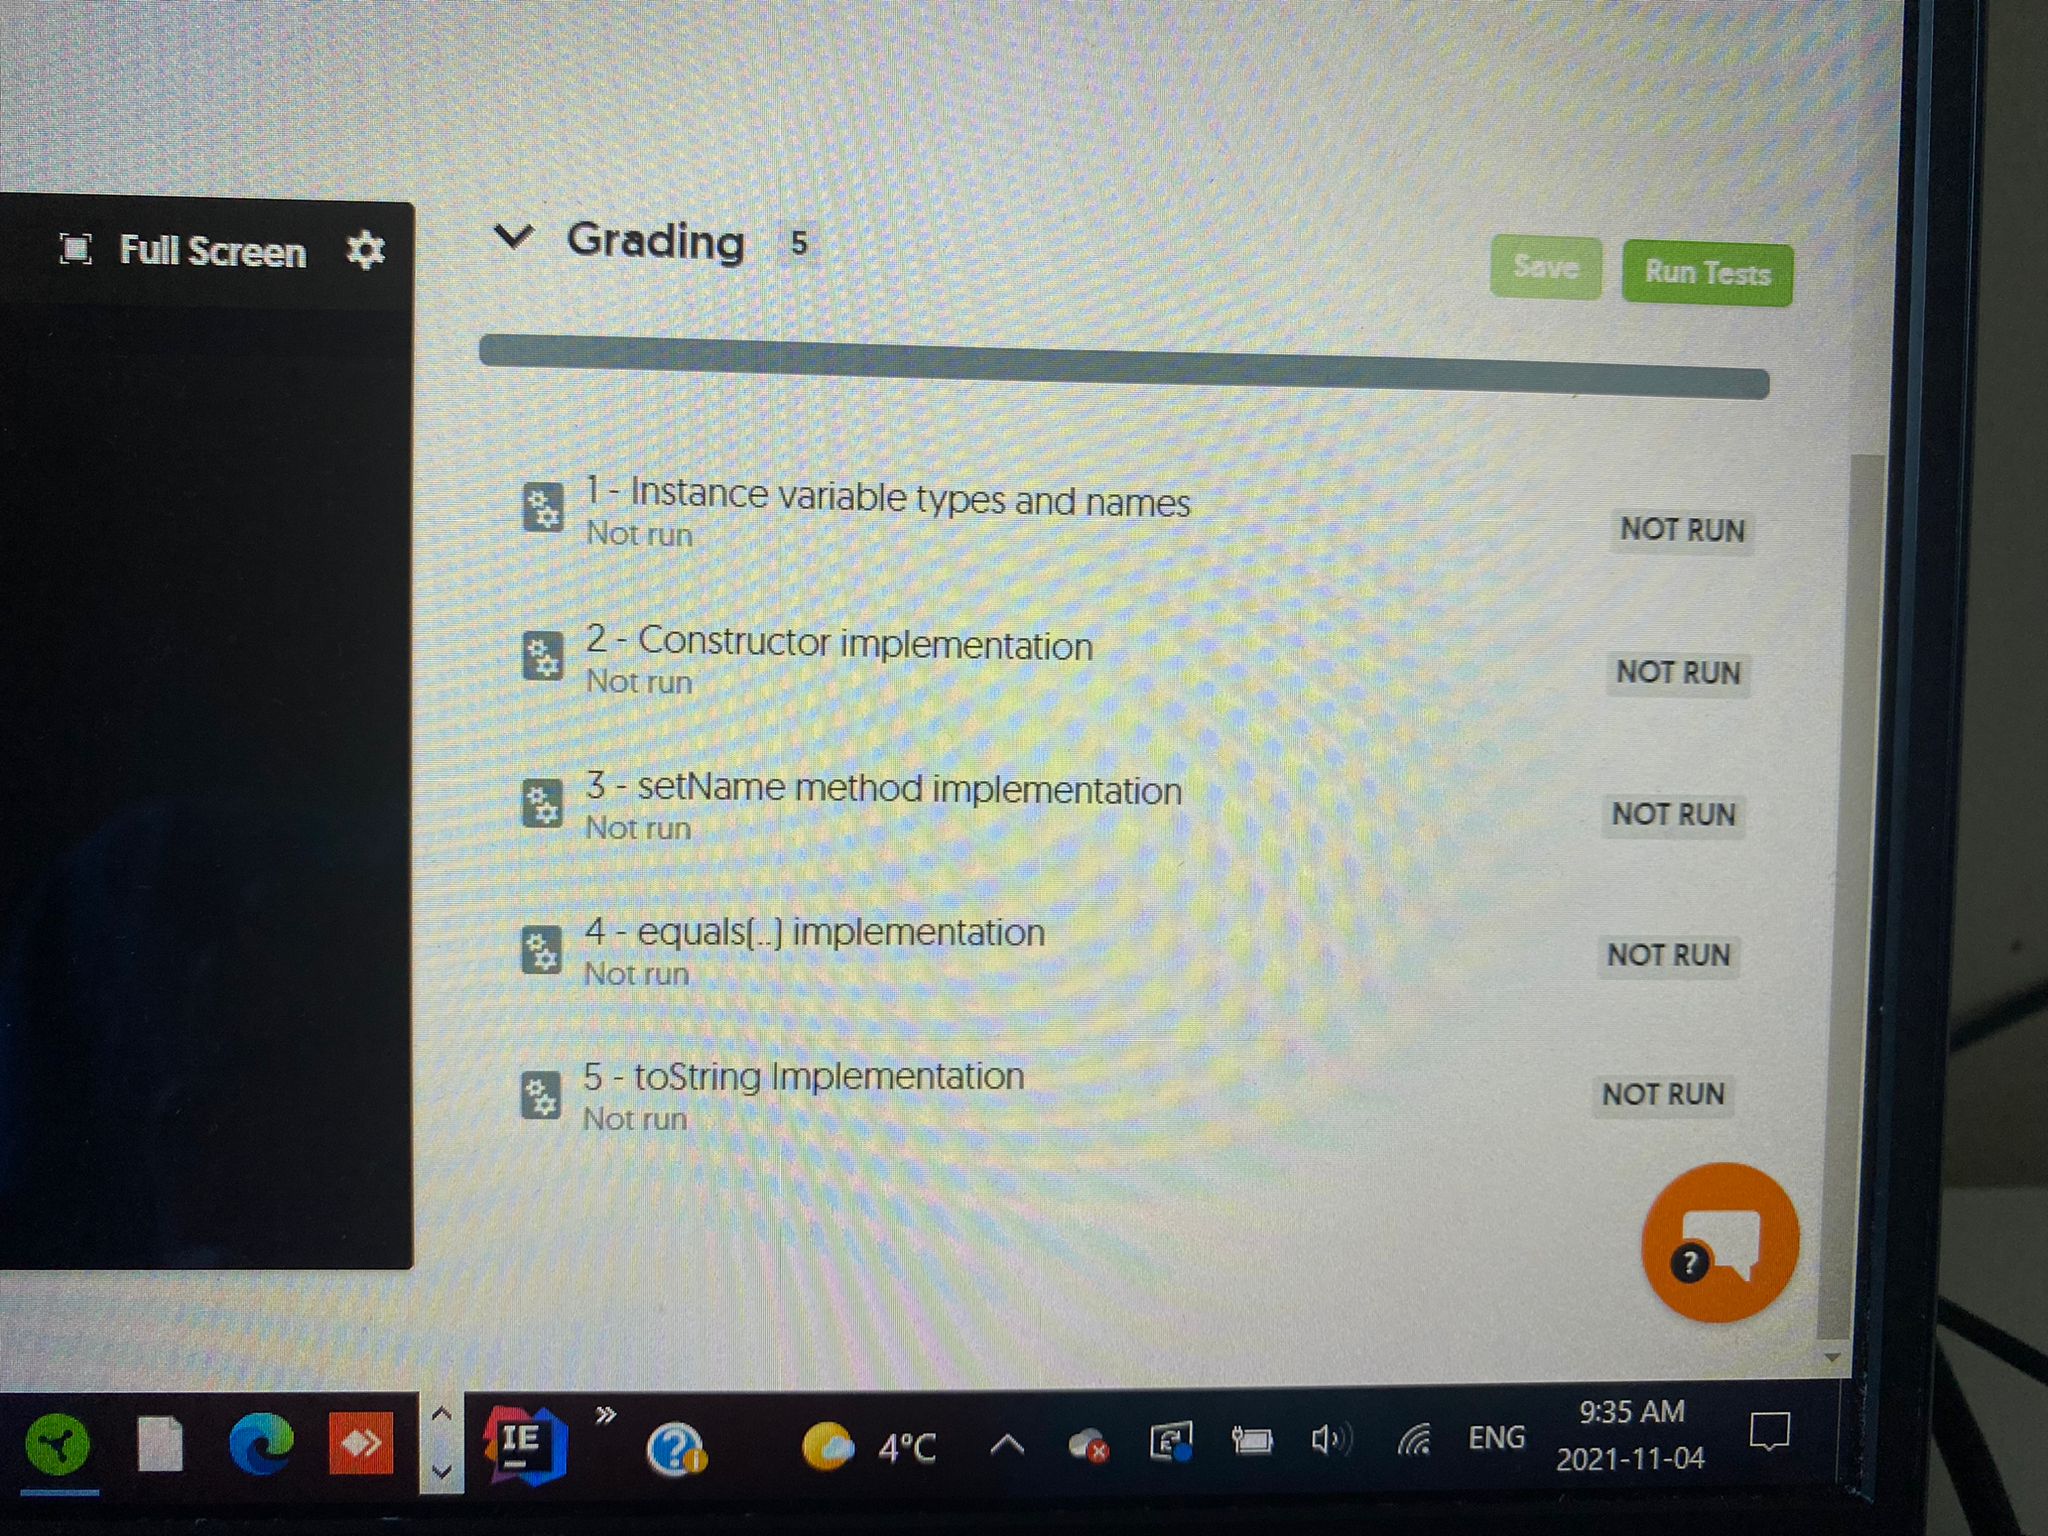 Full Screen
Grading 5
Save
Run Tests
1 - Instance variable types and names
Not run
NOT RUN
2 - Constructor implementation
Not run
NOT RUN
3 - setName method implementation
Not run
NOT RUN
4 - equals(..) implementation
Not run
NOT RUN
5 - toString Implementation
Not run
NOT RUN
?
IE
»
?
4°C
ENG
9:35 AM
2021-11-04